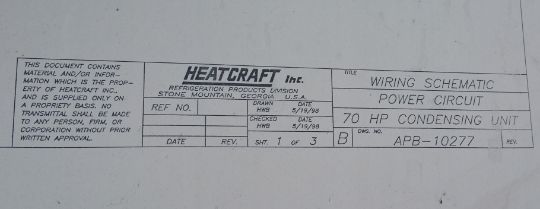 THIS DOCUMENT CONTAINS
MATERIAL AND/OR INFOR-
MATION WHICH IS THE PROP-
ERTY OF HEATCRAFT INC.,
AND IS SUPPLIED ONLY ON
A PROPRIETY BASIS. NO
TRANSMITTAL SHALL BE MADE
TO ANY PERSON, FIRM, OR
CORPORATION WITHOUT PRIOR
WRITTEN APPROVAL.
HEATCRAFT Inc.
REFRIGERATION PRODUCTS DIVISION
STONE MOUNTAIN, GEORGIA U.S.A.
REF NO.
DRAWN DATE
HWB 5/19/98
CHECKED DATE
HWB 5/19/98
DATE REV. SHT. 1 OF 3
TITLE
WIRING SCHEMATIC
POWER CIRCUIT
70 HP CONDENSING UNIT
B DWG. NO. APB-10277 REV.